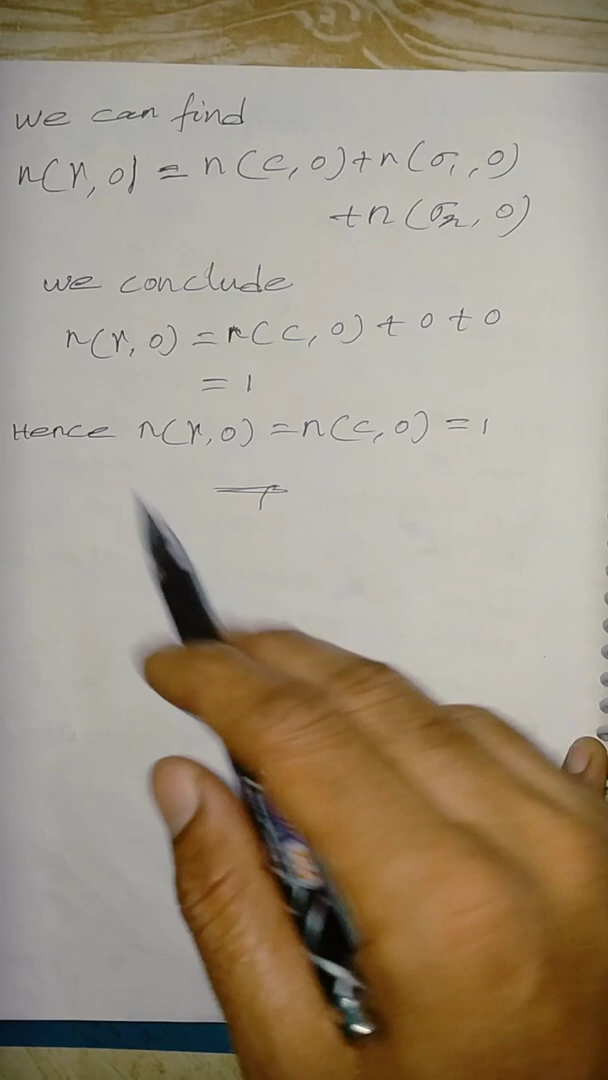 we can find
n(r, 0) = n(c, 0) + n(σ₁, 0)
+ n(σ₂, 0)
we conclude
n(r, 0) = n(c, 0) + 0 + 0
= 1
Hence n(r, 0) = n(c, 0) = 1